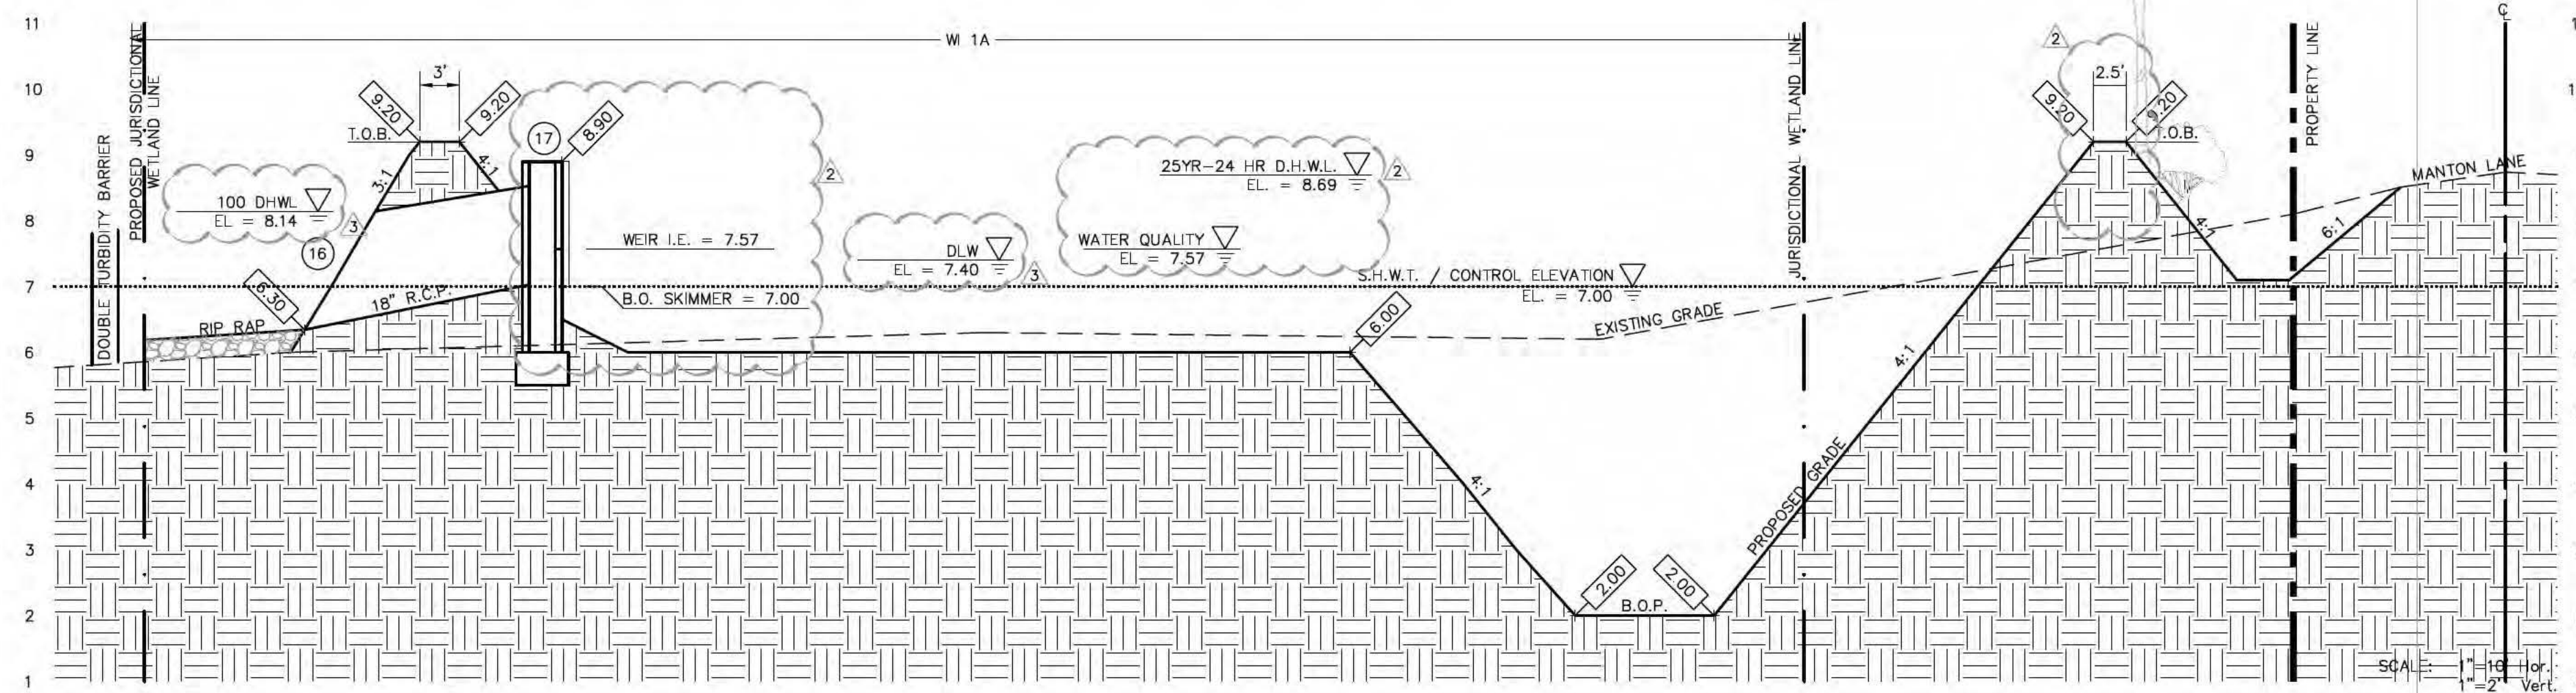 11
10
9
8
7
6
5
4
3
2
1
DOUBLE TURBIDITY BARRIER
PROPOSED JURISDICTIONAL
WETLAND LINE
WI 1A
3'
9.20
9.20
T.O.B.
3:1
4:1
100 DHWL
EL = 8.14
3
16
6.30
RIP RAP
18" R.C.P.
17
8.90
2
WEIR I.E. = 7.57
B.O. SKIMMER = 7.00
DLW
EL = 7.40
3
25YR-24 HR D.H.W.L.
EL. = 8.69
2
WATER QUALITY
EL = 7.57
S.H.W.T. / CONTROL ELEVATION
EL. = 7.00
6.00
EXISTING GRADE
4:1
2.00
2.00
B.O.P.
PROPOSED GRADE
4:1
JURISDICTIONAL WETLAND LINE
2
2.5'
9.20
9.20
T.O.B.
4:1
PROPERTY LINE
6:1
MANTON LANE
SCALE: 1"=10' Hor.
1"=2' Vert.